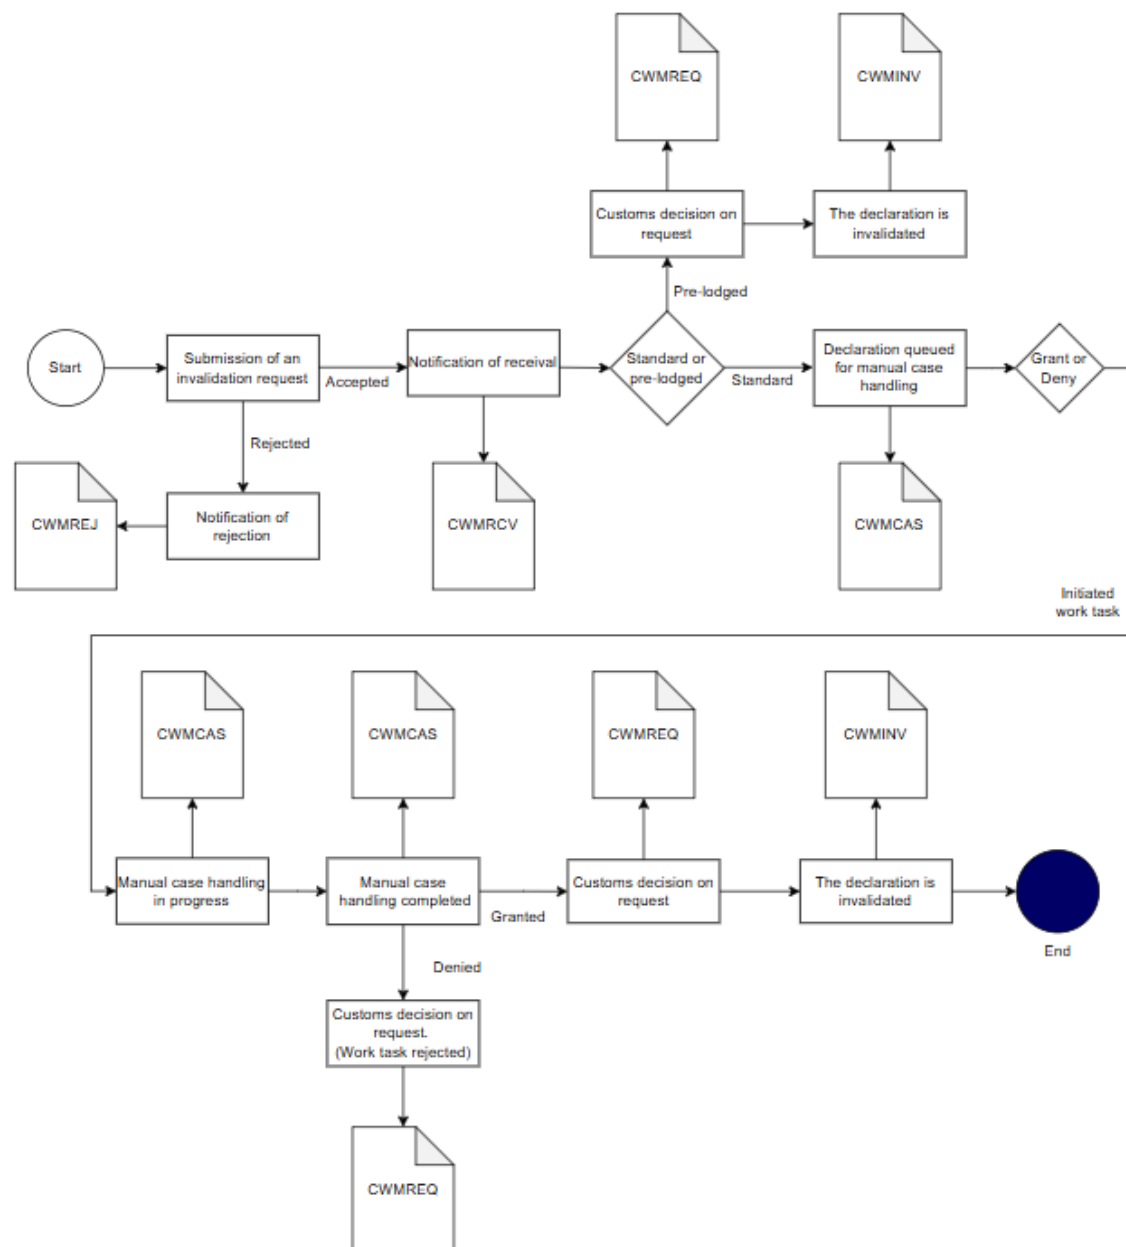 CWMREQ
CWMINV
Customs decision on
request
The declaration is
invalidated
Pre-lodged
Start
Submission of an
invalidation request
Accepted
Notification of receival
Standard or
pre-lodged
Standard
Declaration queued
for manual case
handling
Grant or
Deny
Rejected
CWMREJ
Notification of
rejection
CWMRCV
CWMCAS
Initiated
work task
CWMCAS
CWMCAS
CWMREQ
CWMINV
Manual case handling
in progress
Manual case
handling completed
Granted
Customs decision on
request
The declaration is
invalidated
End
Denied
Customs decision on
request.
(Work task rejected)
CWMREQ